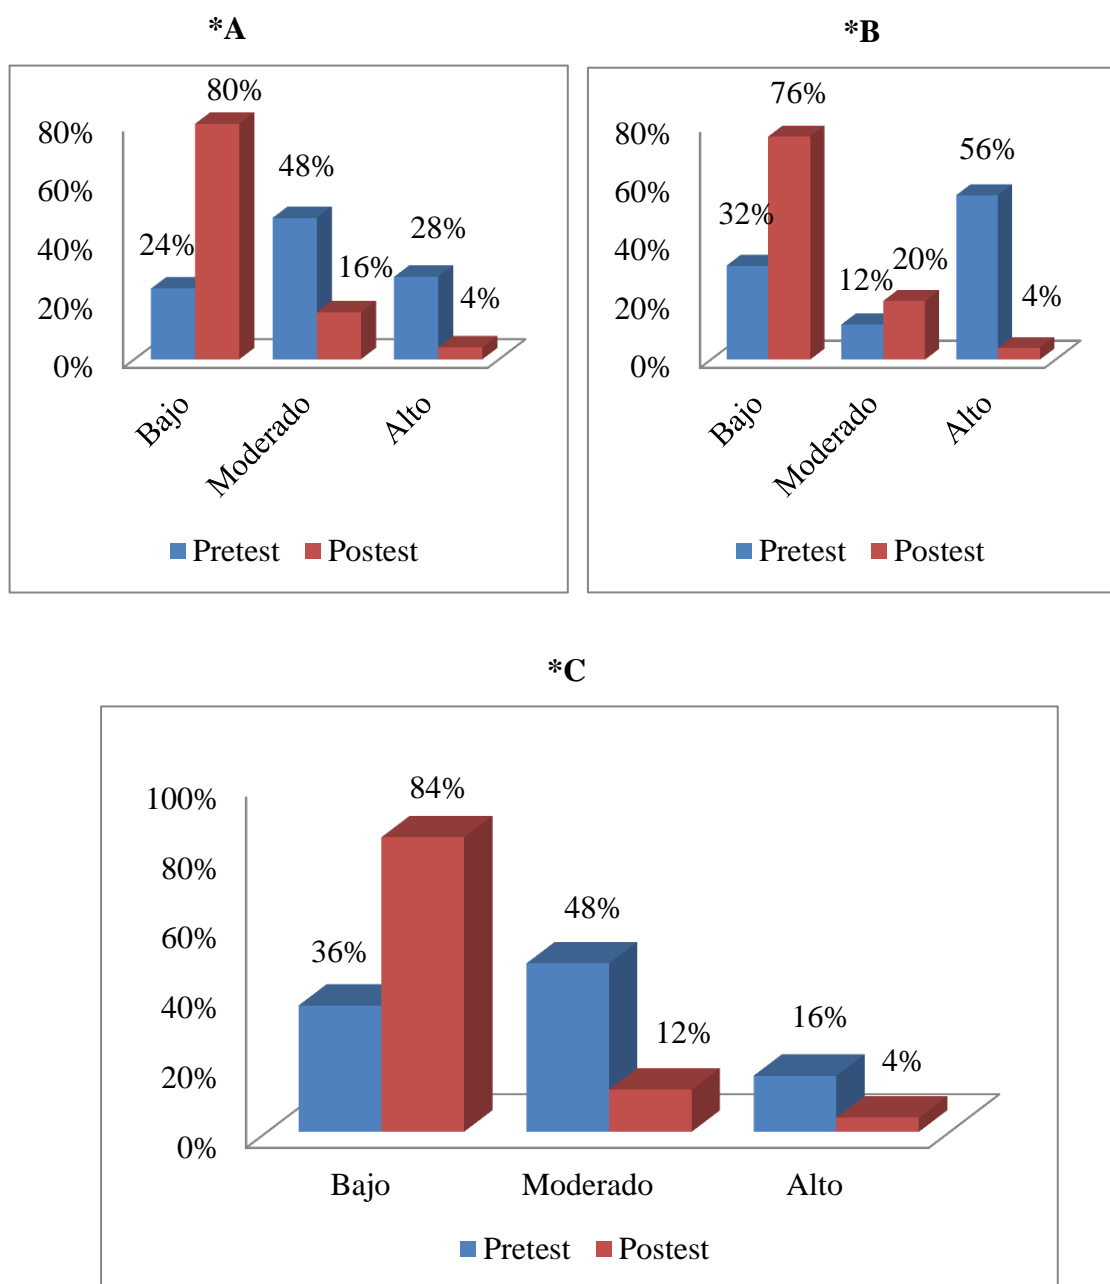 *A
80%
80%
60%
48%
40%
24%
28%
20%
16%
4%
0%
Bajo
Moderado
Alto
Pretest Postest
*B
76%
80%
56%
60%
32%
40%
12%
20%
20%
4%
0%
Bajo
Moderado
Alto
Pretest Postest
*C
84%
100%
80%
48%
60%
36%
40%
16%
12%
4%
20%
0%
Bajo Moderado Alto
Pretest Postest